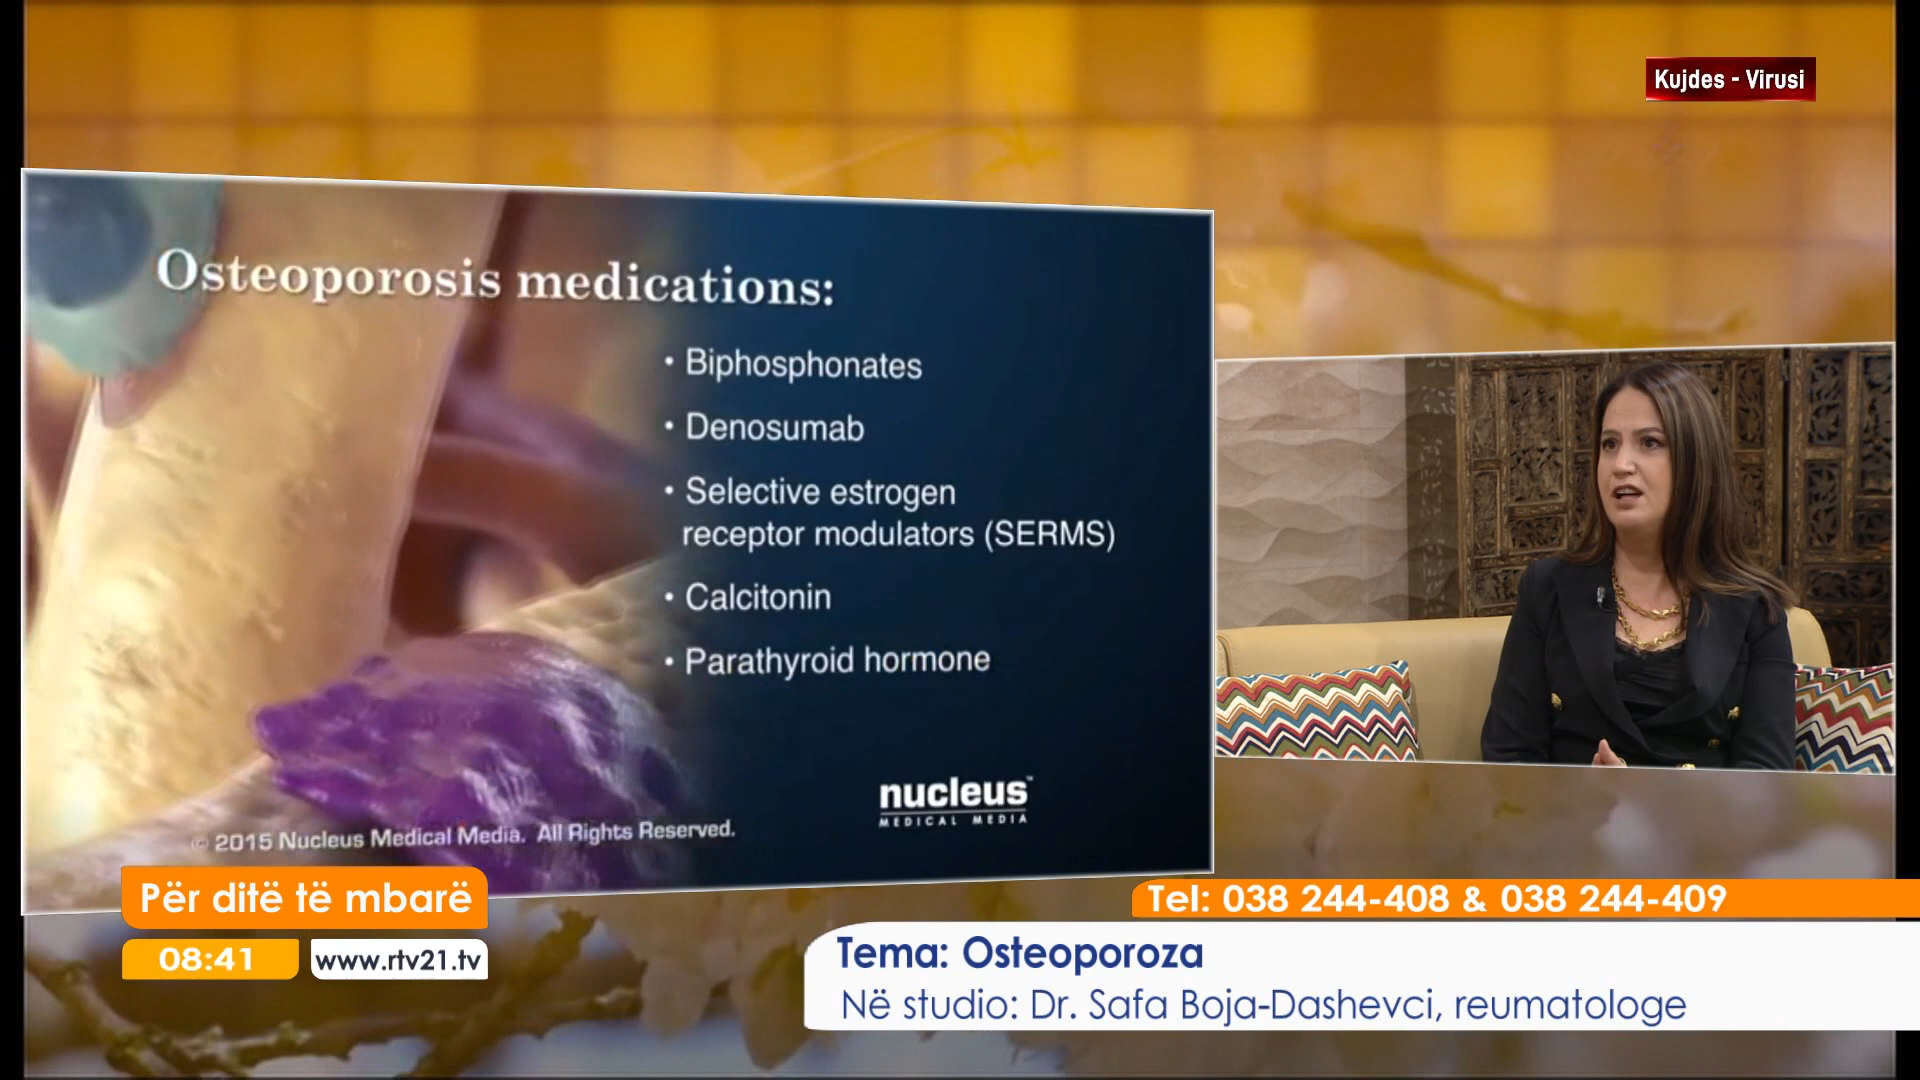 Kujdes - Virusi
Osteoporosis medications:
• Biphosphonates
• Denosumab
• Selective estrogen
receptor modulators (SERMS)
• Calcitonin
• Parathyroid hormone
nucleus™
MEDICAL MEDIA
© 2015 Nucleus Medical Media. All Rights Reserved.
Për ditë të mbarë
08:41
www.rtv21.tv
Tel: 038 244-408 & 038 244-409
Tema: Osteoporoza
Në studio: Dr. Safa Boja-Dashevci, reumatologe